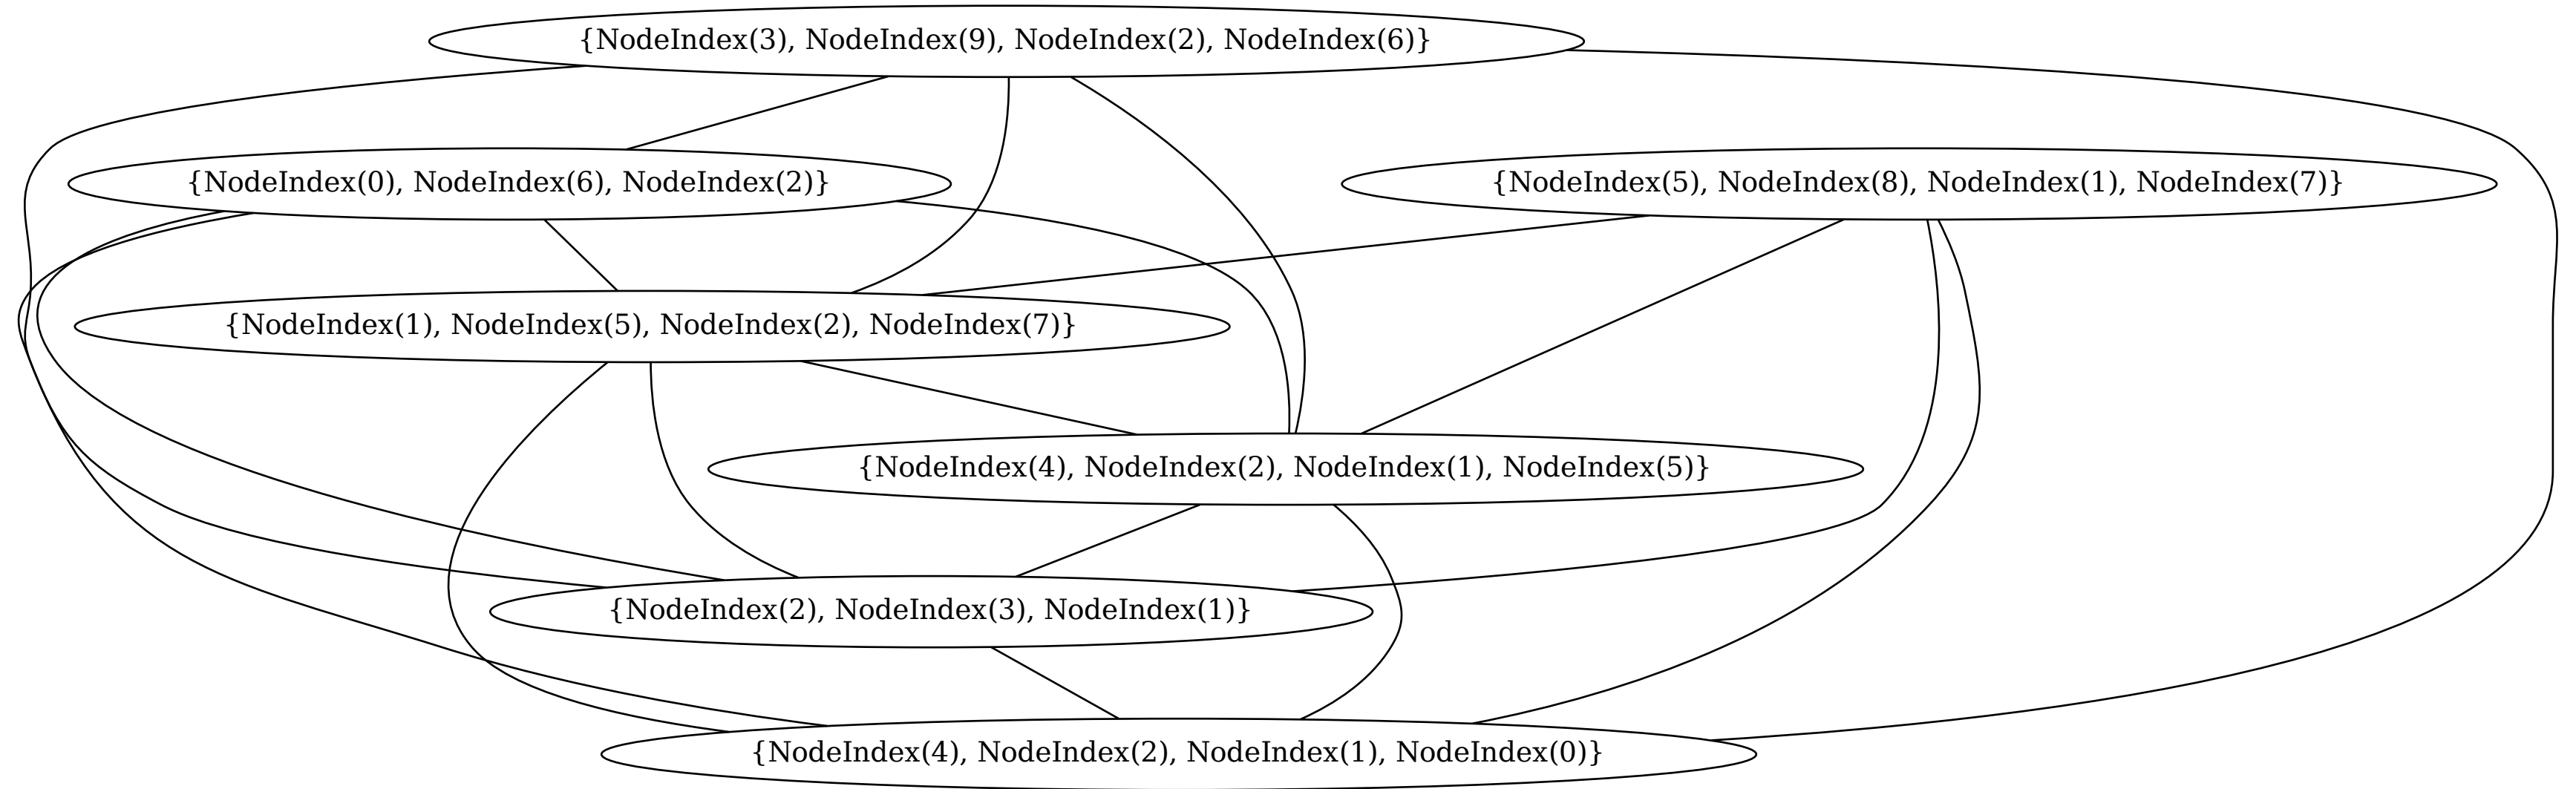 {NodeIndex(3), NodeIndex(9), NodeIndex(2), NodeIndex(6)}
{NodeIndex(0), NodeIndex(6), NodeIndex(2)}
{NodeIndex(5), NodeIndex(8), NodeIndex(1), NodeIndex(7)}
{NodeIndex(1), NodeIndex(5), NodeIndex(2), NodeIndex(7)}
{NodeIndex(4), NodeIndex(2), NodeIndex(1), NodeIndex(5)}
{NodeIndex(2), NodeIndex(3), NodeIndex(1)}
{NodeIndex(4), NodeIndex(2), NodeIndex(1), NodeIndex(0)}